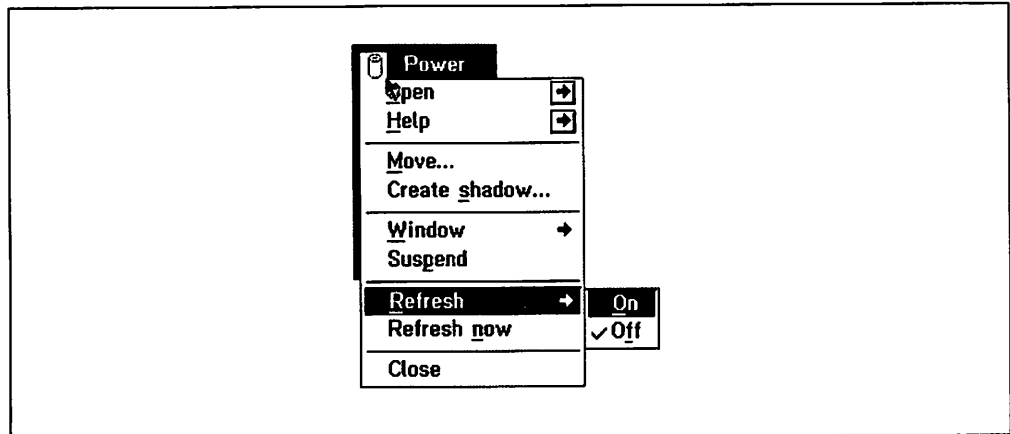 Power
Open
Help
Move...
Create shadow...
Window
Suspend
Refresh
On
Refresh now
✓Off
Close